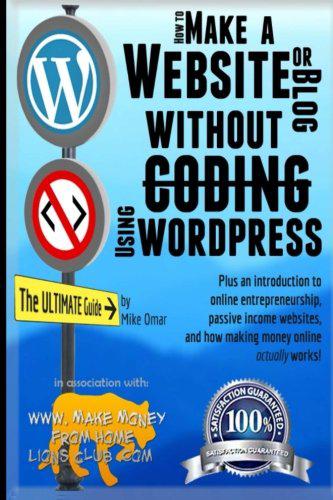 How to
Make a
Website
or Blog
without
CODING
Using
wordpress
Plus an introduction to
online entrepreneurship,
passive income websites,
and how making money online
actually works!
The ULTIMATE Guide
by
Mike Omar
in association with:
www. Make Money
From Home
Lions Club .com
SATISFACTION GUARANTEED
100%
SATISFACTION GUARANTEED